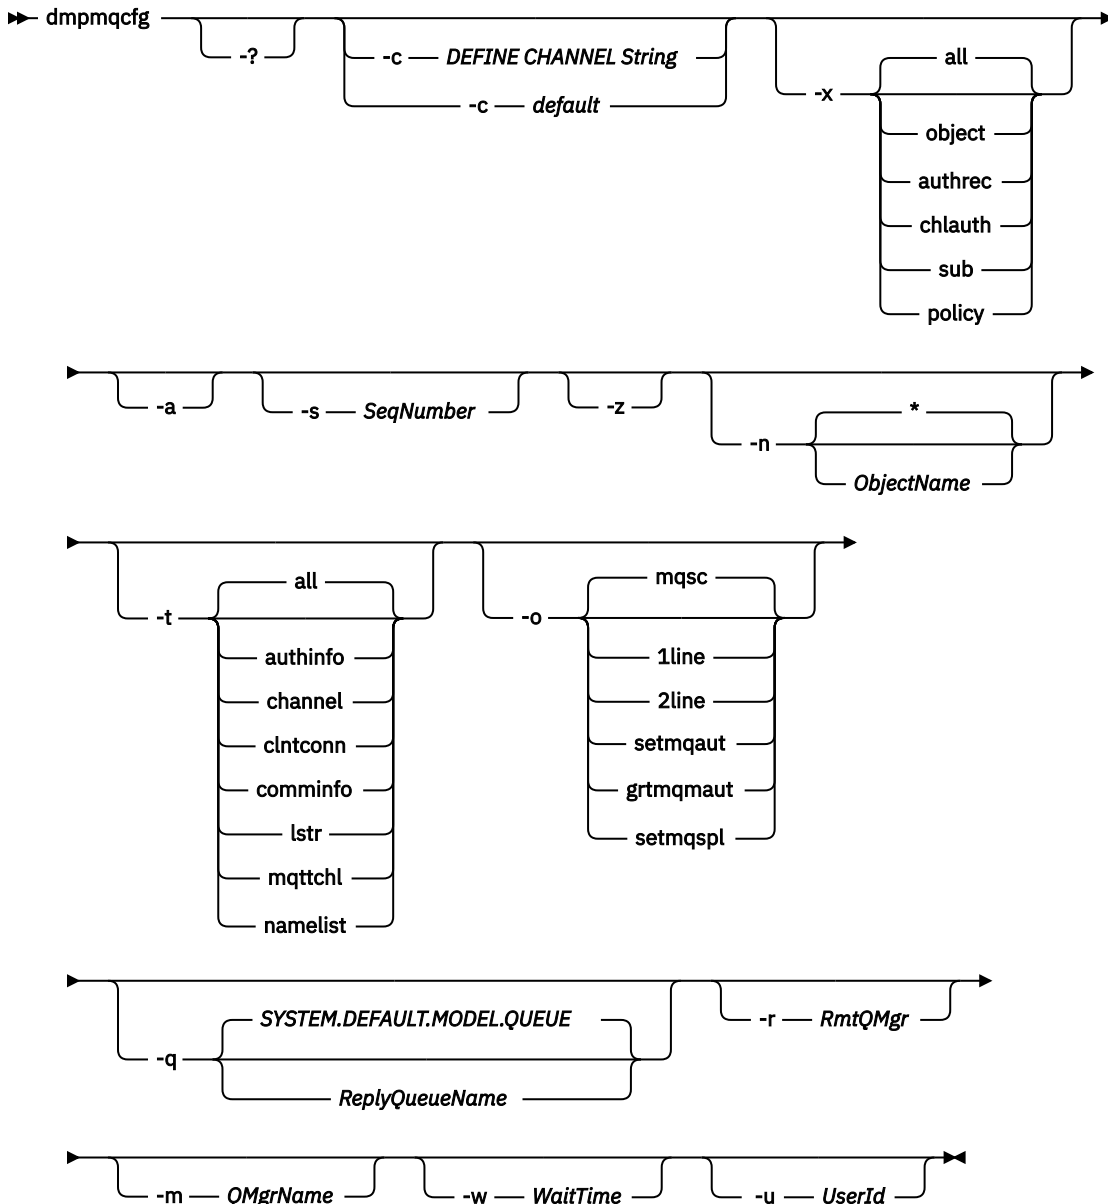 dmpmqcfg
-?
-c DEFINE CHANNEL String
-c default
-x
all
object
authrec
chlauth
sub
policy
-a
-s SeqNumber
-z
-n
*
ObjectName
-t
all
authinfo
channel
clntconn
comminfo
lstr
mqttchl
namelist
-o
mqsc
1line
2line
setmqaut
grtmqmaut
setmqspl
-q
SYSTEM.DEFAULT.MODEL.QUEUE
ReplyQueueName
-r RmtQMgr
-m QMgrName
-w WaitTime
-u UserId